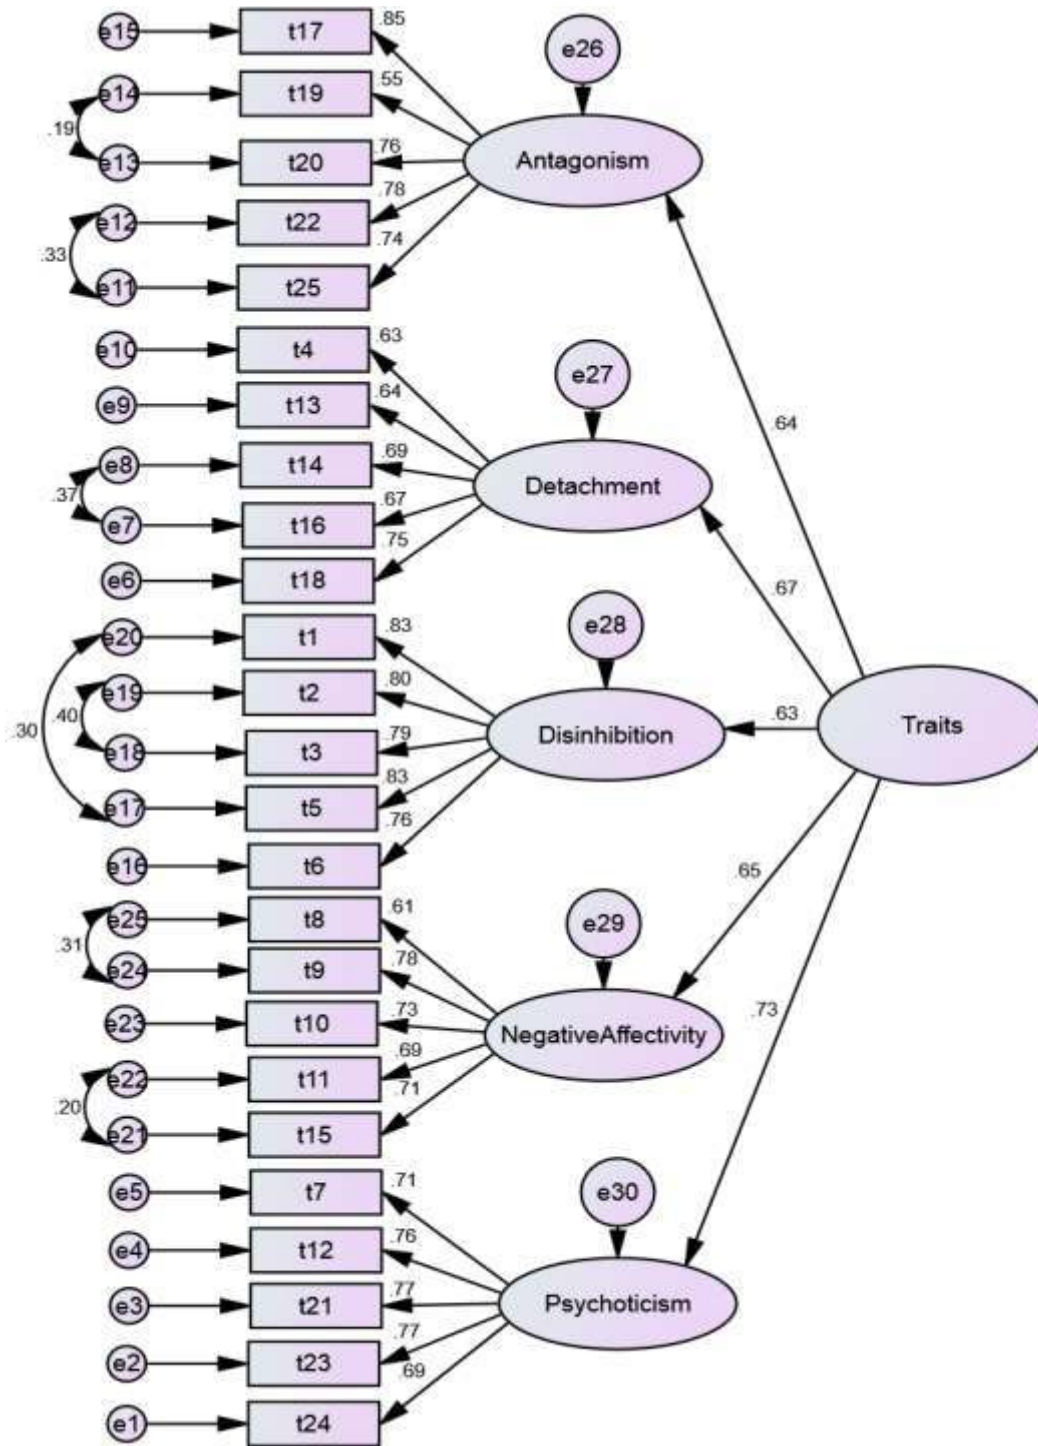 e15 t17 .85
e26
e14 t19 .55
.19
e13 t20 .76
Antagonism
e12 t22 .78
.33
e11 t25 .74
e10 t4 .63
e27
e9 t13 .64
.64
e8 t14 .69
Detachment
.37
e7 t16 .67
e6 t18 .75
.67
e20 t1 .83
e28
e19 t2 .80
.30 .40
e18 t3 .79
Disinhibition
.63
Traits
e17 t5 .83
e16 t6 .76
.65
e25 t8 .61
e29
.31
e24 t9 .78
.73
e23 t10 .73
NegativeAffectivity
e22 t11 .69
.20
e21 t15 .71
e5 t7 .71
e30
e4 t12 .76
e3 t21 .77
Psychoticism
e2 t23 .77
e1 t24 .69